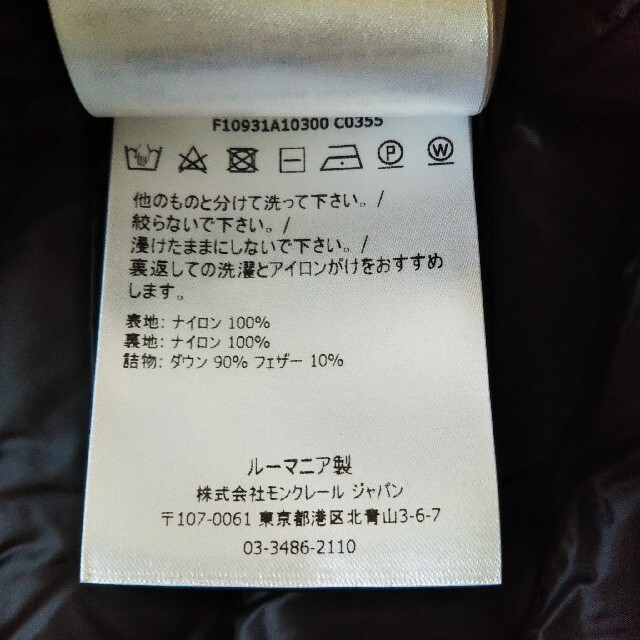 F10931A10300 C0355
P
W
他のものと分けて洗って下さい。/
絞らないで下さい。/
浸けたままにしないで下さい。/
裏返しての洗濯とアイロンがけをおすすめ
します。
表地: ナイロン 100%
裏地: ナイロン 100%
詰物: ダウン 90% フェザー 10%
ルーマニア製
株式会社モンクレール ジャパン
〒107-0061 東京都港区北青山3-6-7
03-3486-2110